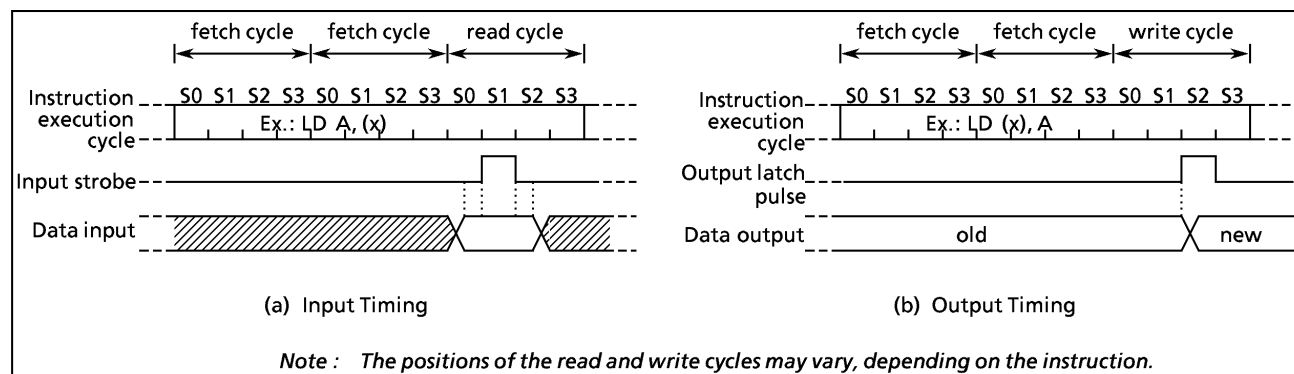 fetch cycle fetch cycle read cycle
S0 S1 S2 S3 S0 S1 S2 S3 S0 S1 S2 S3
Instruction
execution
cycle
Ex.: LD A, (x)
Input strobe
Data input
(a) Input Timing
fetch cycle fetch cycle write cycle
S0 S1 S2 S3 S0 S1 S2 S3 S0 S1 S2 S3
Instruction
execution
cycle
Ex.: LD (x), A
Output latch
pulse
Data output
old
new
(b) Output Timing
Note : The positions of the read and write cycles may vary, depending on the instruction.